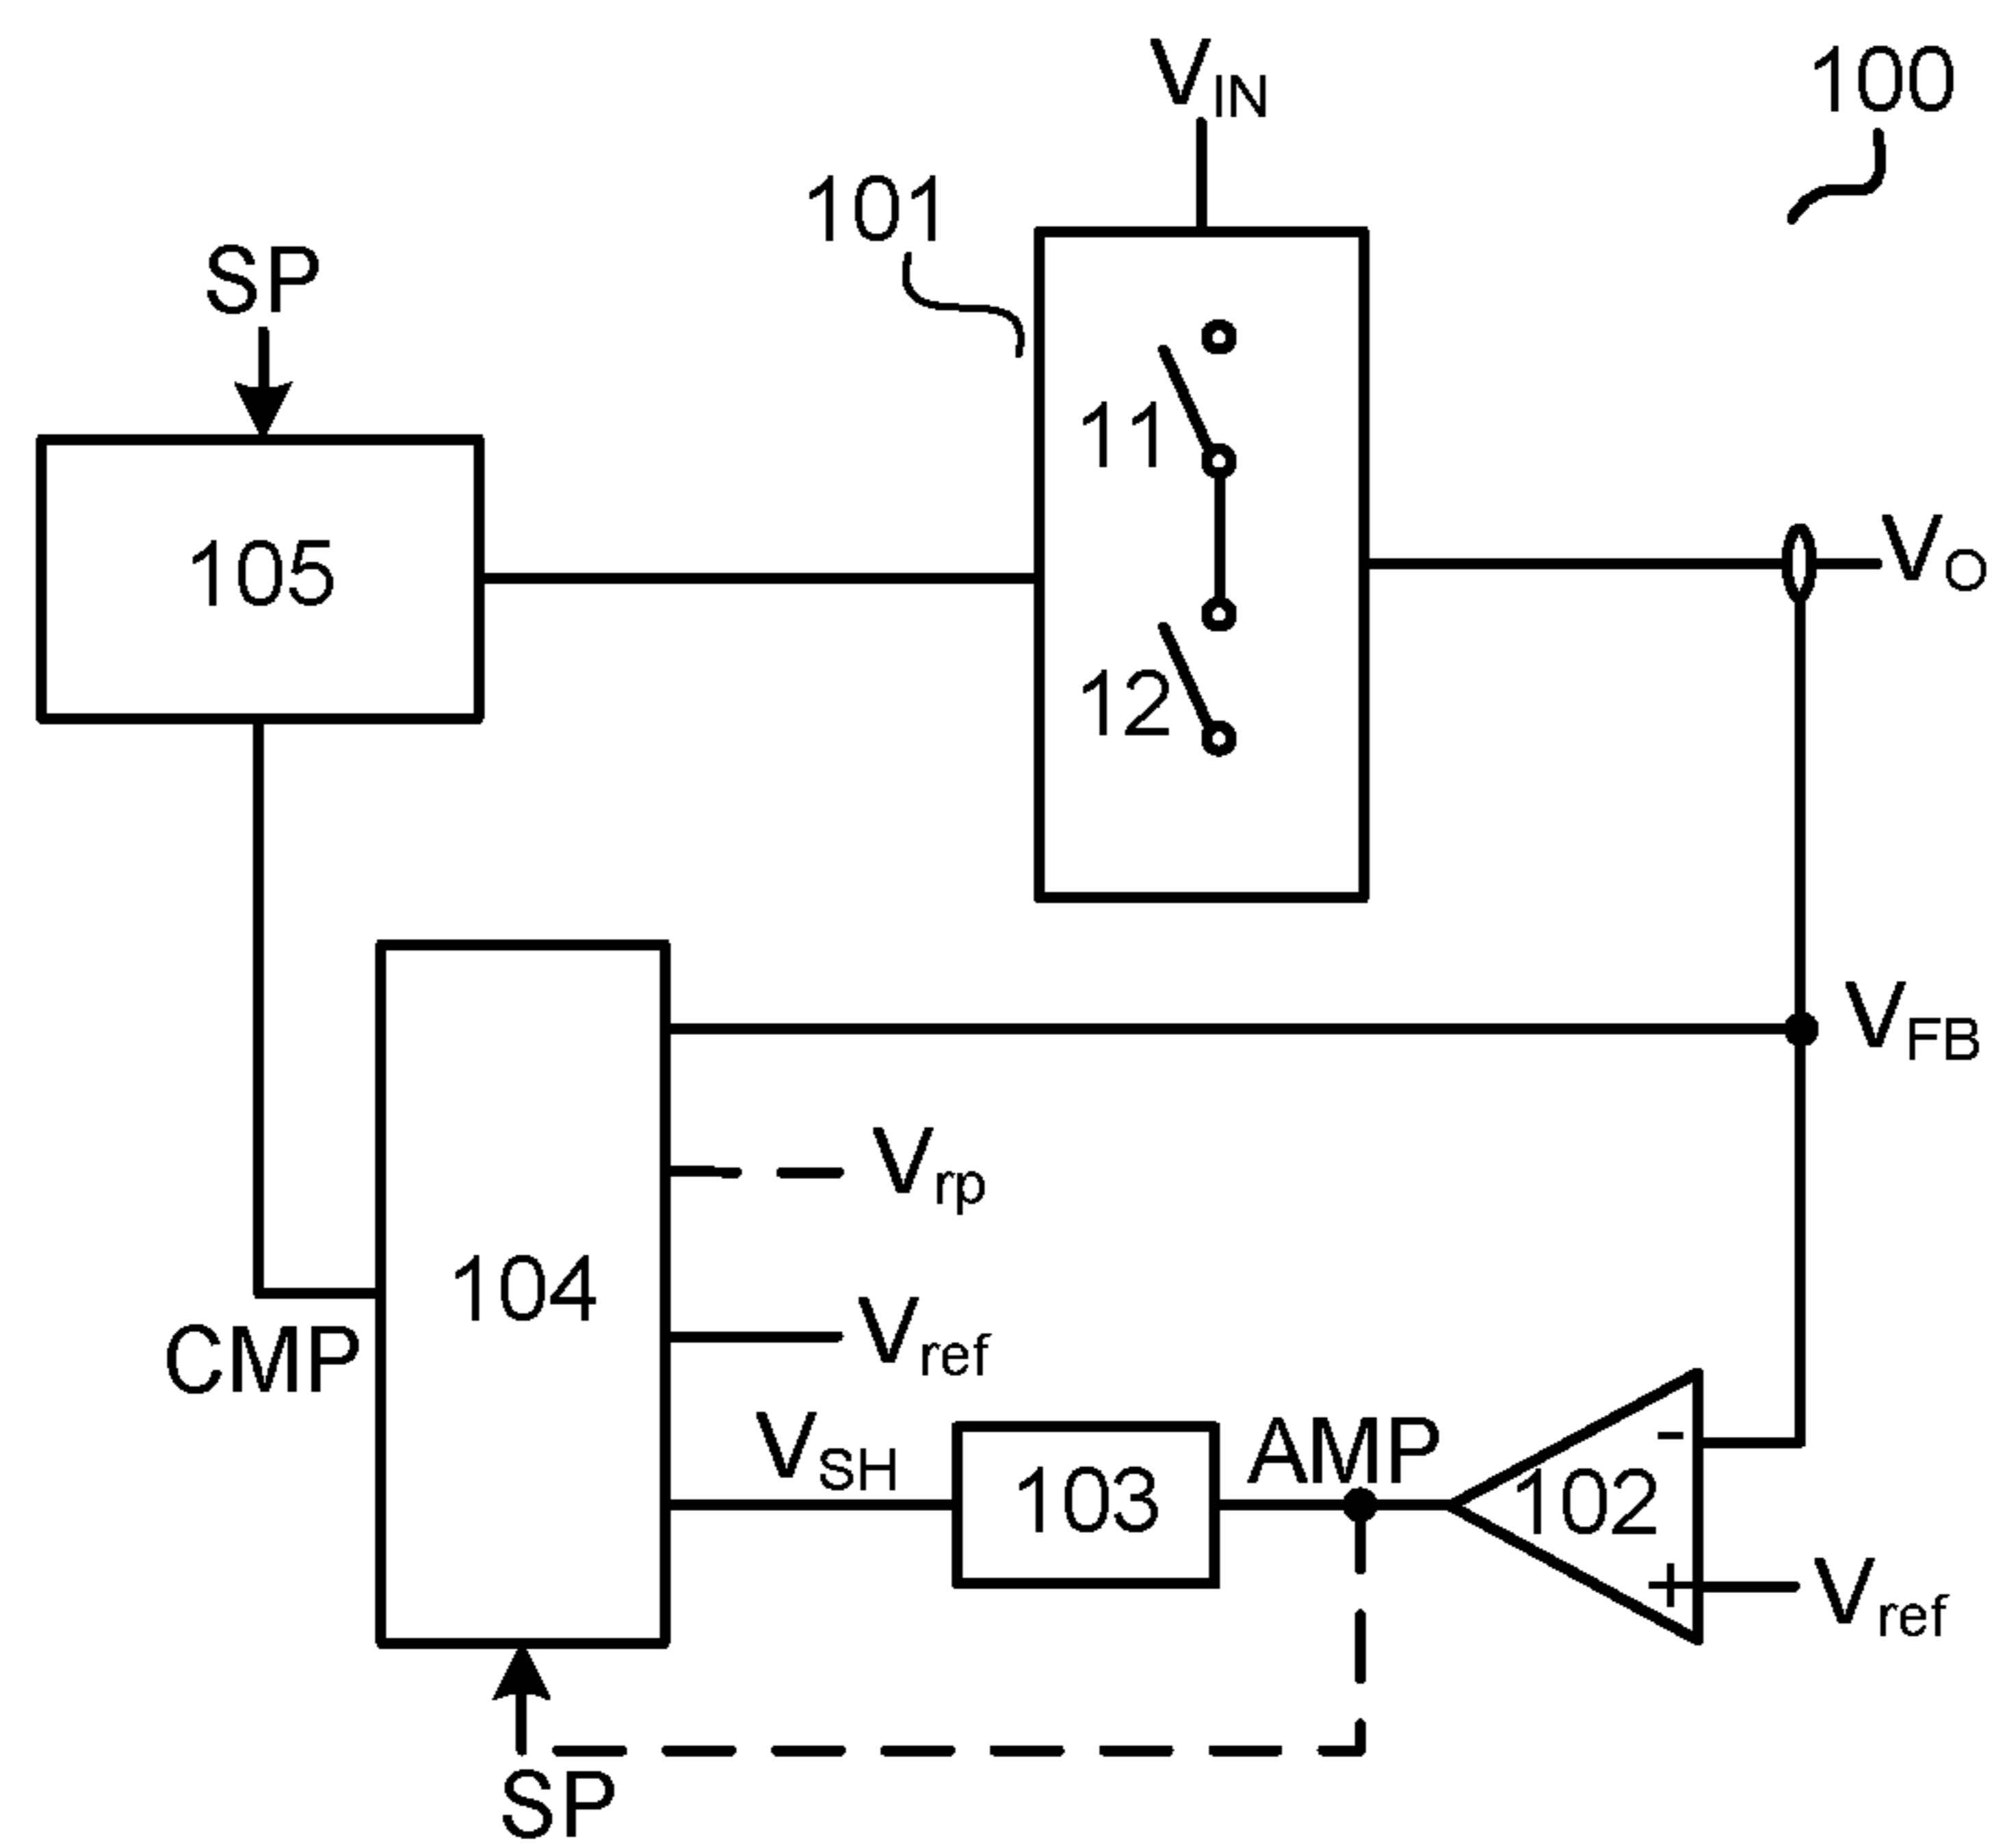 V_IN
100
101
SP
11
105
V_O
12
V_FB
V_rp
104
V_ref
CMP
V_SH
AMP
103
102
-
+
V_ref
SP